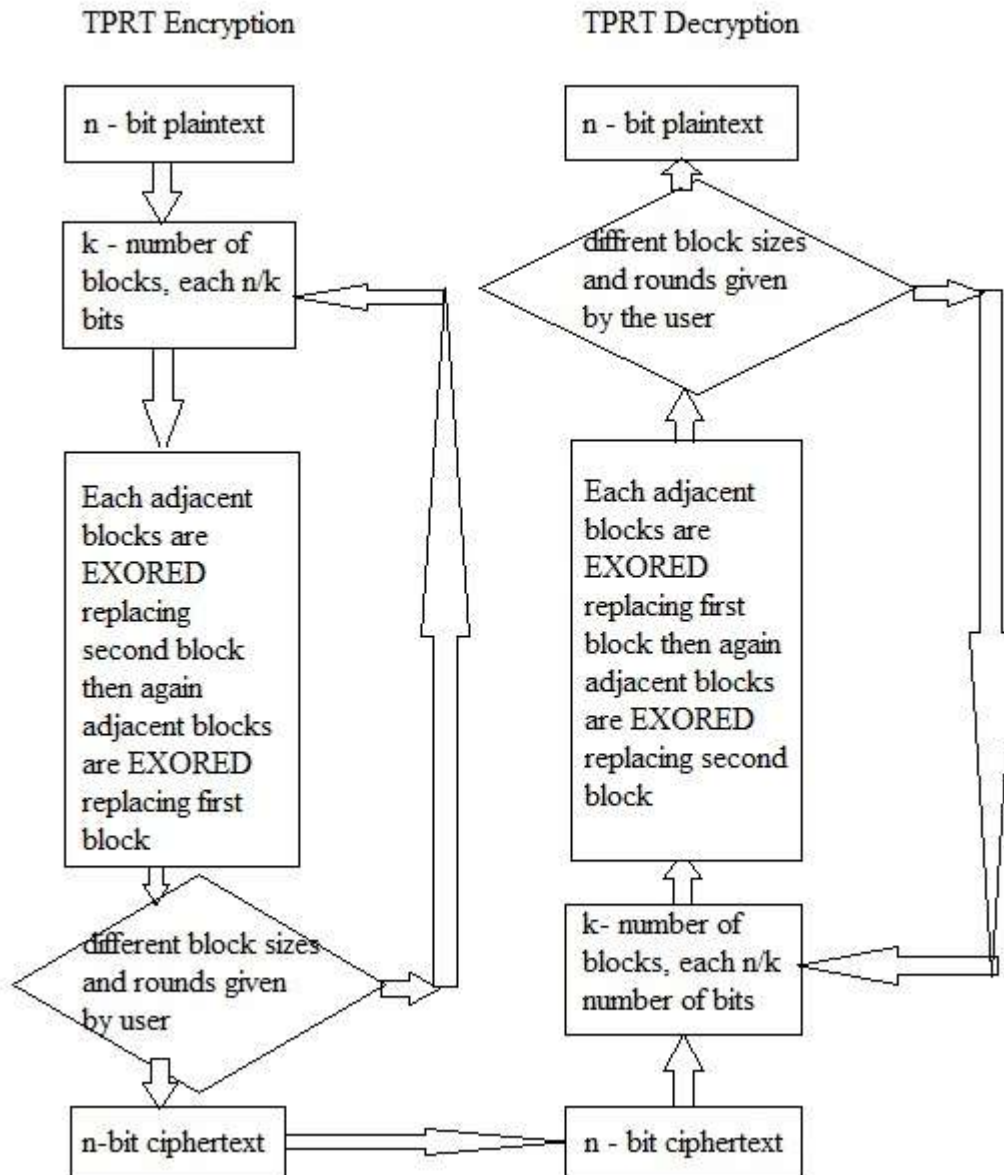 TPRT Encryption
n - bit plaintext
k - number of
blocks, each n/k
bits
Each adjacent
blocks are
EXORED
replacing
second block
then again
adjacent blocks
are EXORED
replacing first
block
different block sizes
and rounds given
by user
n-bit ciphertext
TPRT Decryption
n - bit plaintext
diffrent block sizes
and rounds given
by the user
Each adjacent
blocks are
EXORED
replacing first
block then again
adjacent blocks
are EXORED
replacing second
block
k- number of
blocks, each n/k
number of bits
n - bit ciphertext